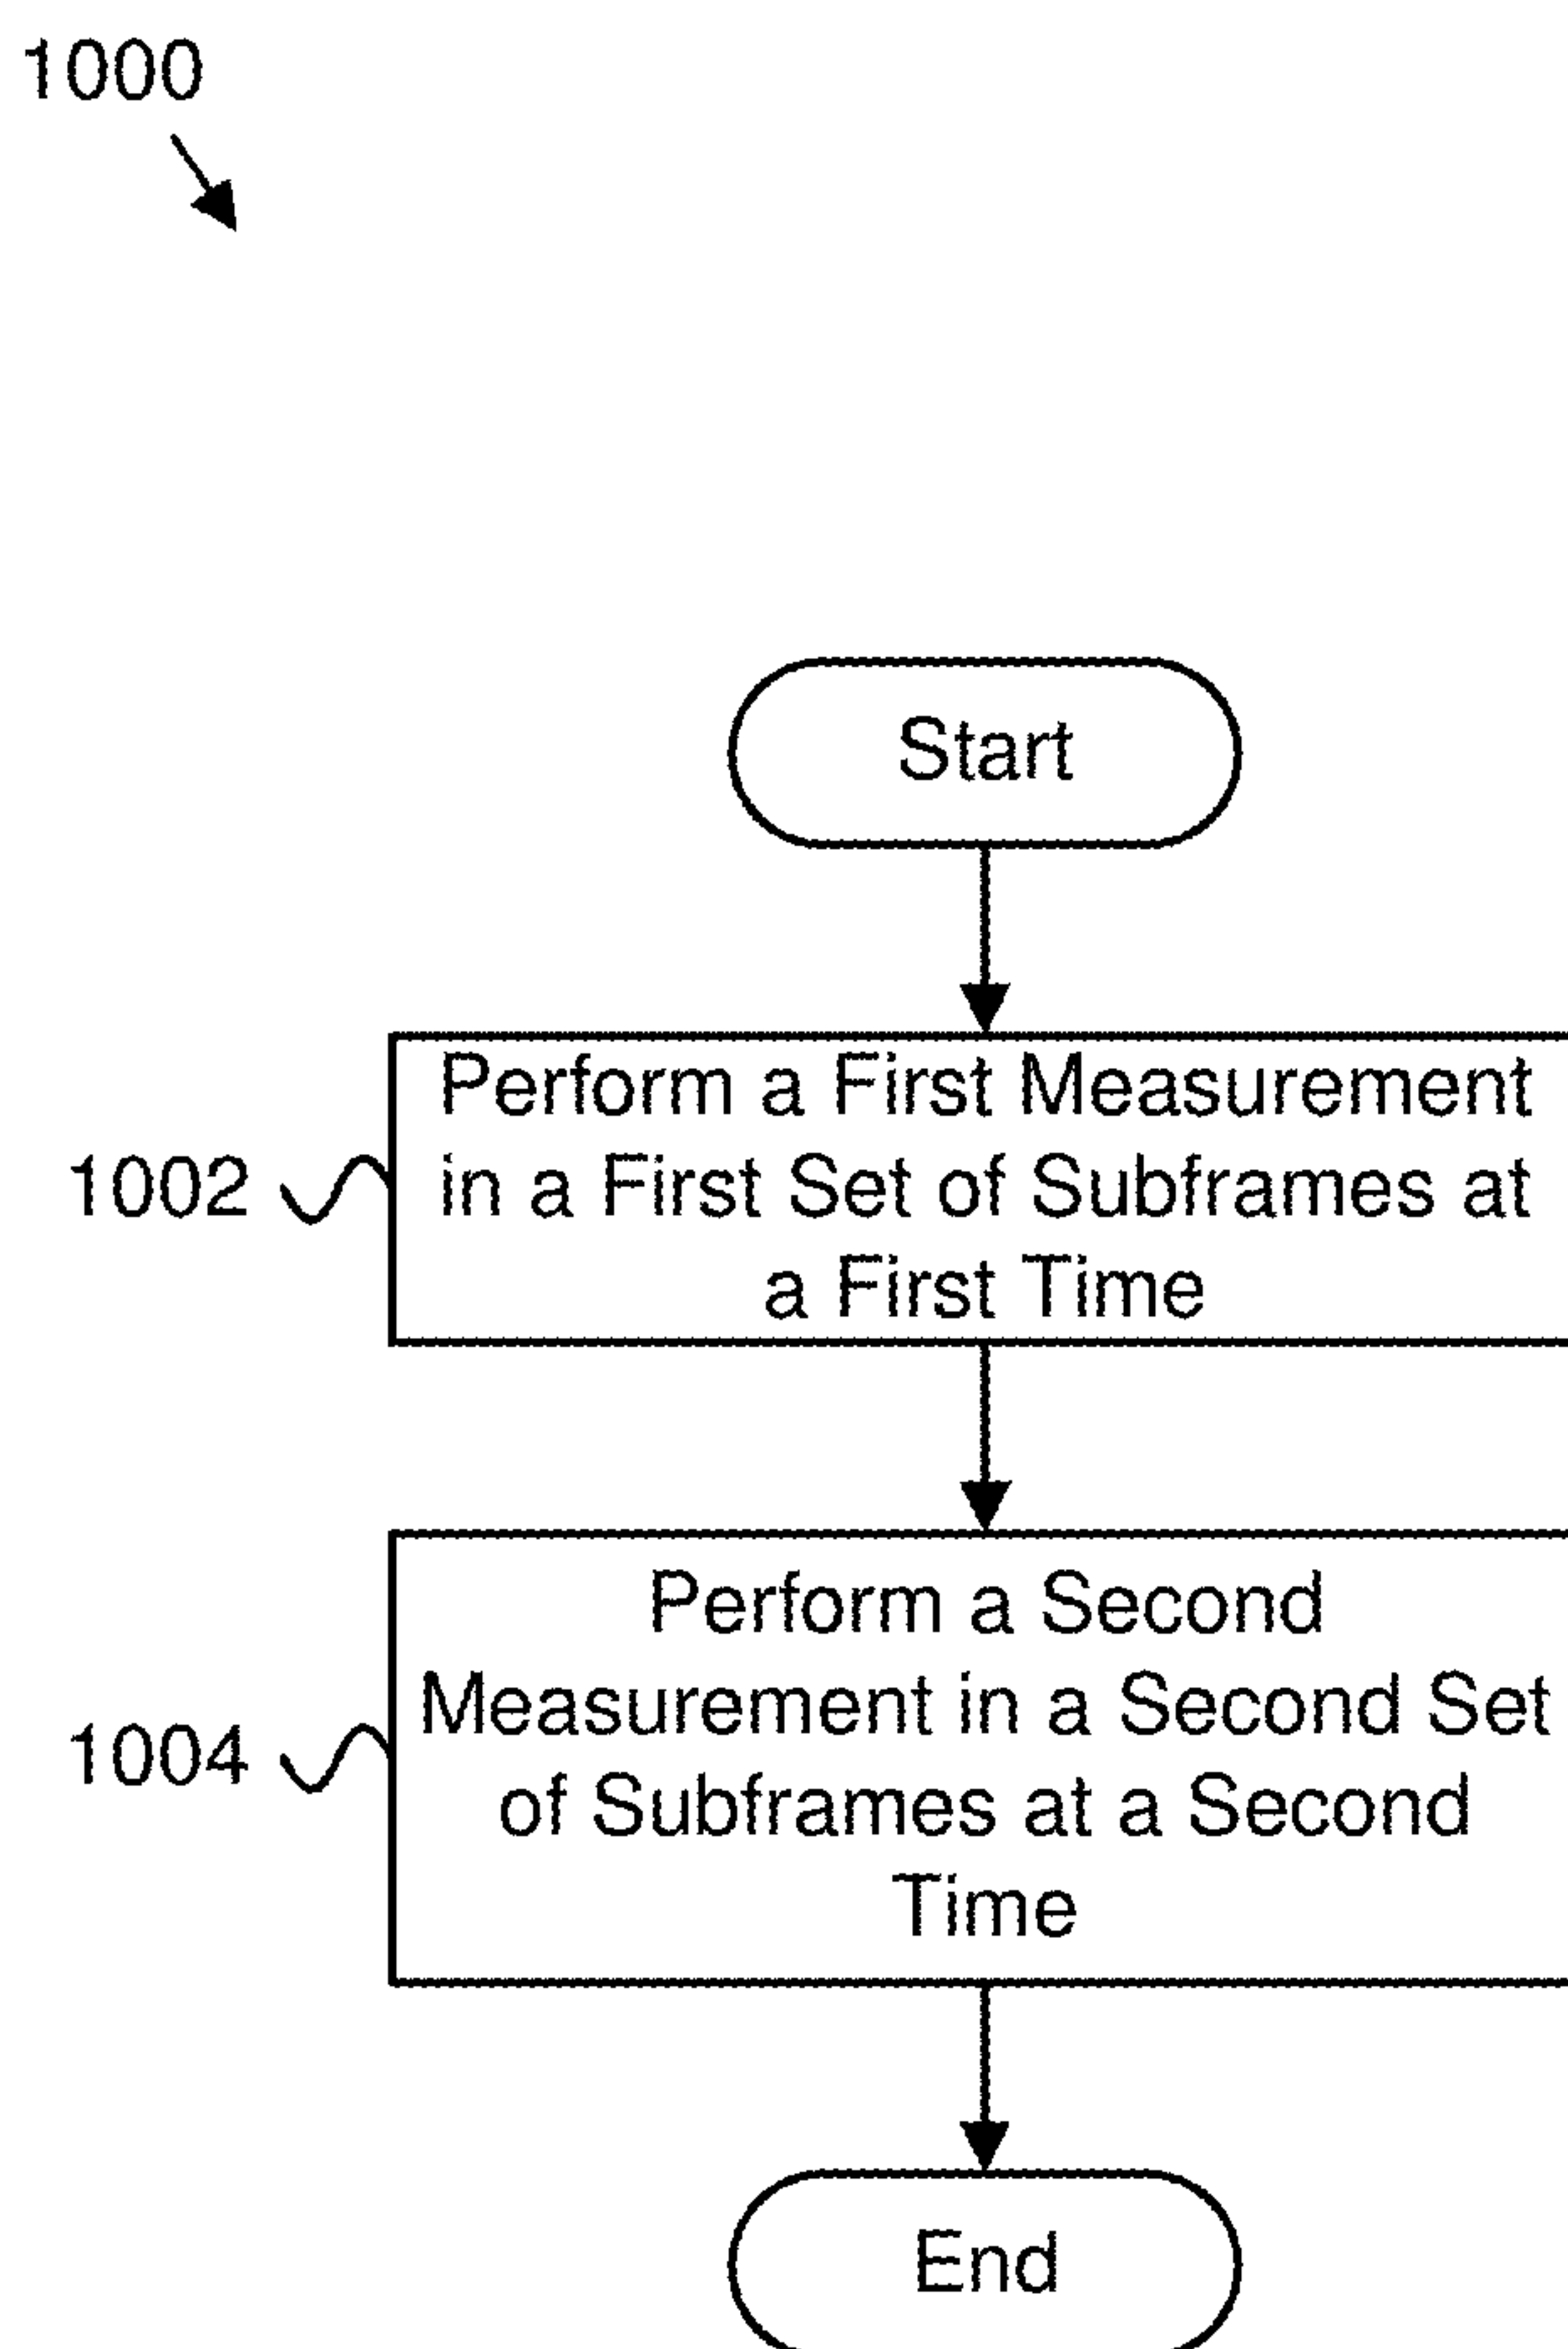 1000
Start
1002
Perform a First Measurement
in a First Set of Subframes at
a First Time
1004
Perform a Second
Measurement in a Second Set
of Subframes at a Second
Time
End